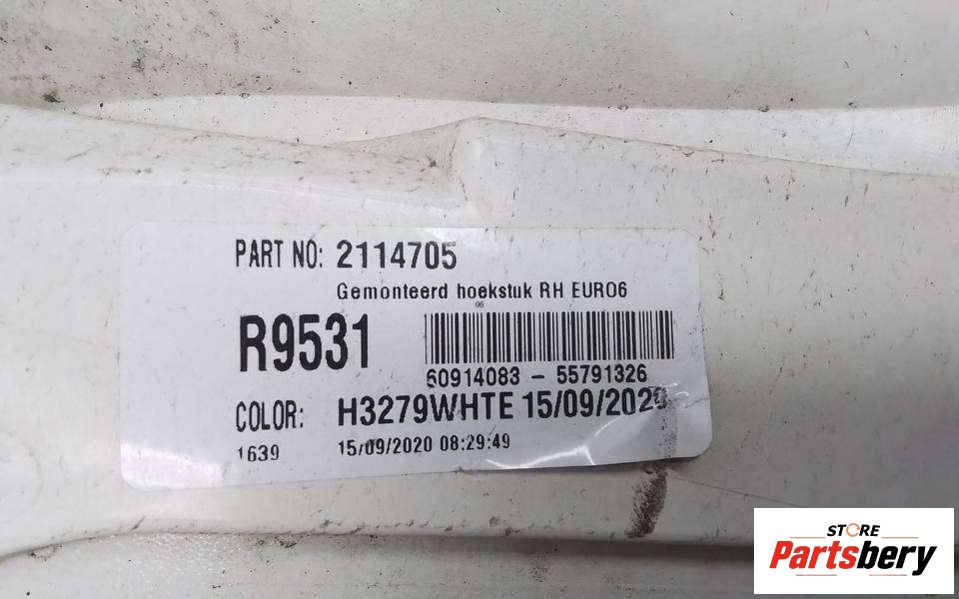 PART NO: 2114705
Gemonteerd hoekstuk RH EURO6
06
R9531
60914083 - 55791326
COLOR: H3279WHTE 15/09/2020
1639 15/09/2020 08:29:49
STORE
Partsbery